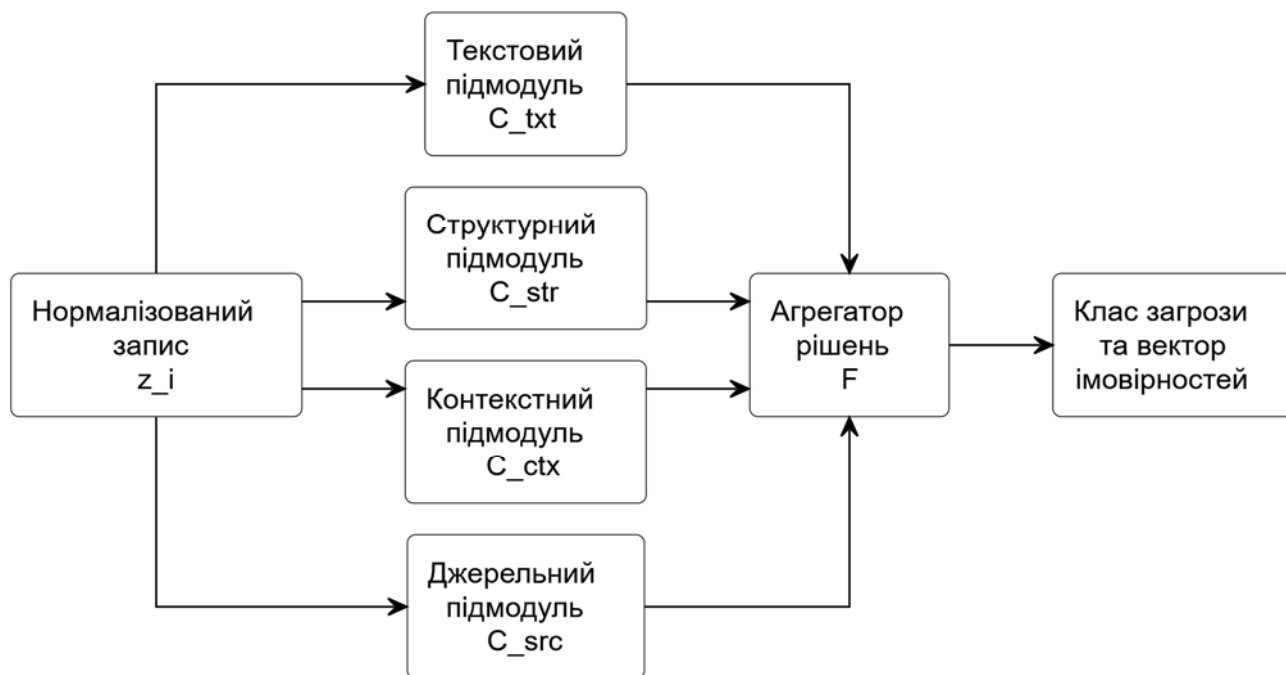 Текстовий
підмодуль
C_txt
Структурний
підмодуль
C_str
Нормалізований
запис
z_i
Агрегатор
рішень
F
Клас загрози
та вектор
імовірностей
Контекстний
підмодуль
C_ctx
Джерельний
підмодуль
C_src